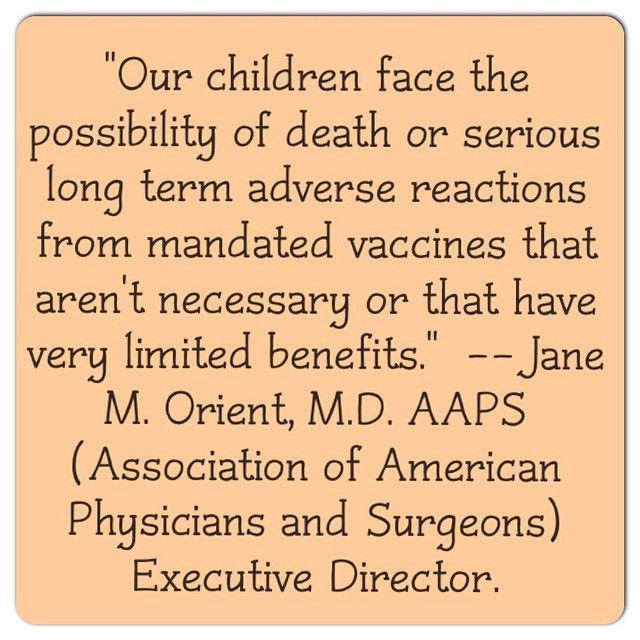 "Our children face the
possibility of death or serious
long term adverse reactions
from mandated vaccines that
aren't necessary or that have
very limited benefits." --Jane
M. Orient, M.D. AAPS
(Association of American
Physicians and Surgeons)
Executive Director.